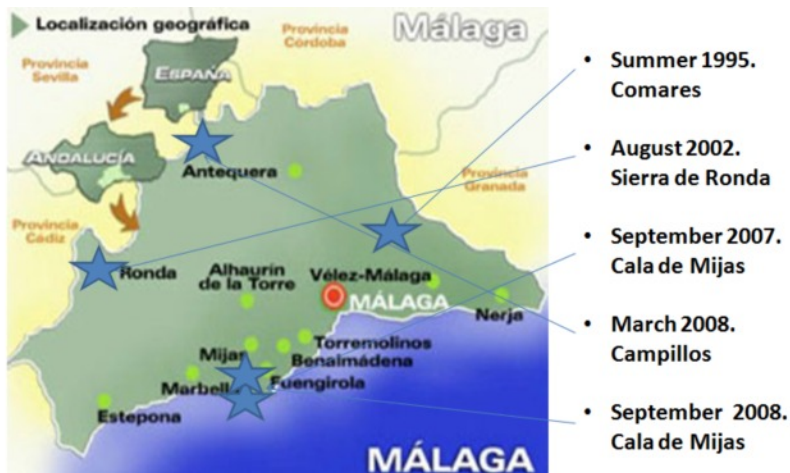 Localización geográfica
Málaga
Provincia
Córdoba
Provincia
Sevilla
ESPAÑA
ANDALUCÍA
Antequera
Provincia
Granada
Provincia
Cádiz
Ronda
Alhaurín
de la Torre
Vélez-Málaga
MÁLAGA
Nerja
Mijas
Torremolinos
Benalmádena
Fuengirola
Estepona
MÁLAGA
• Summer 1995.
Comares
• August 2002.
Sierra de Ronda
• September 2007.
Cala de Mijas
• March 2008.
Campillos
• September 2008.
Cala de Mijas